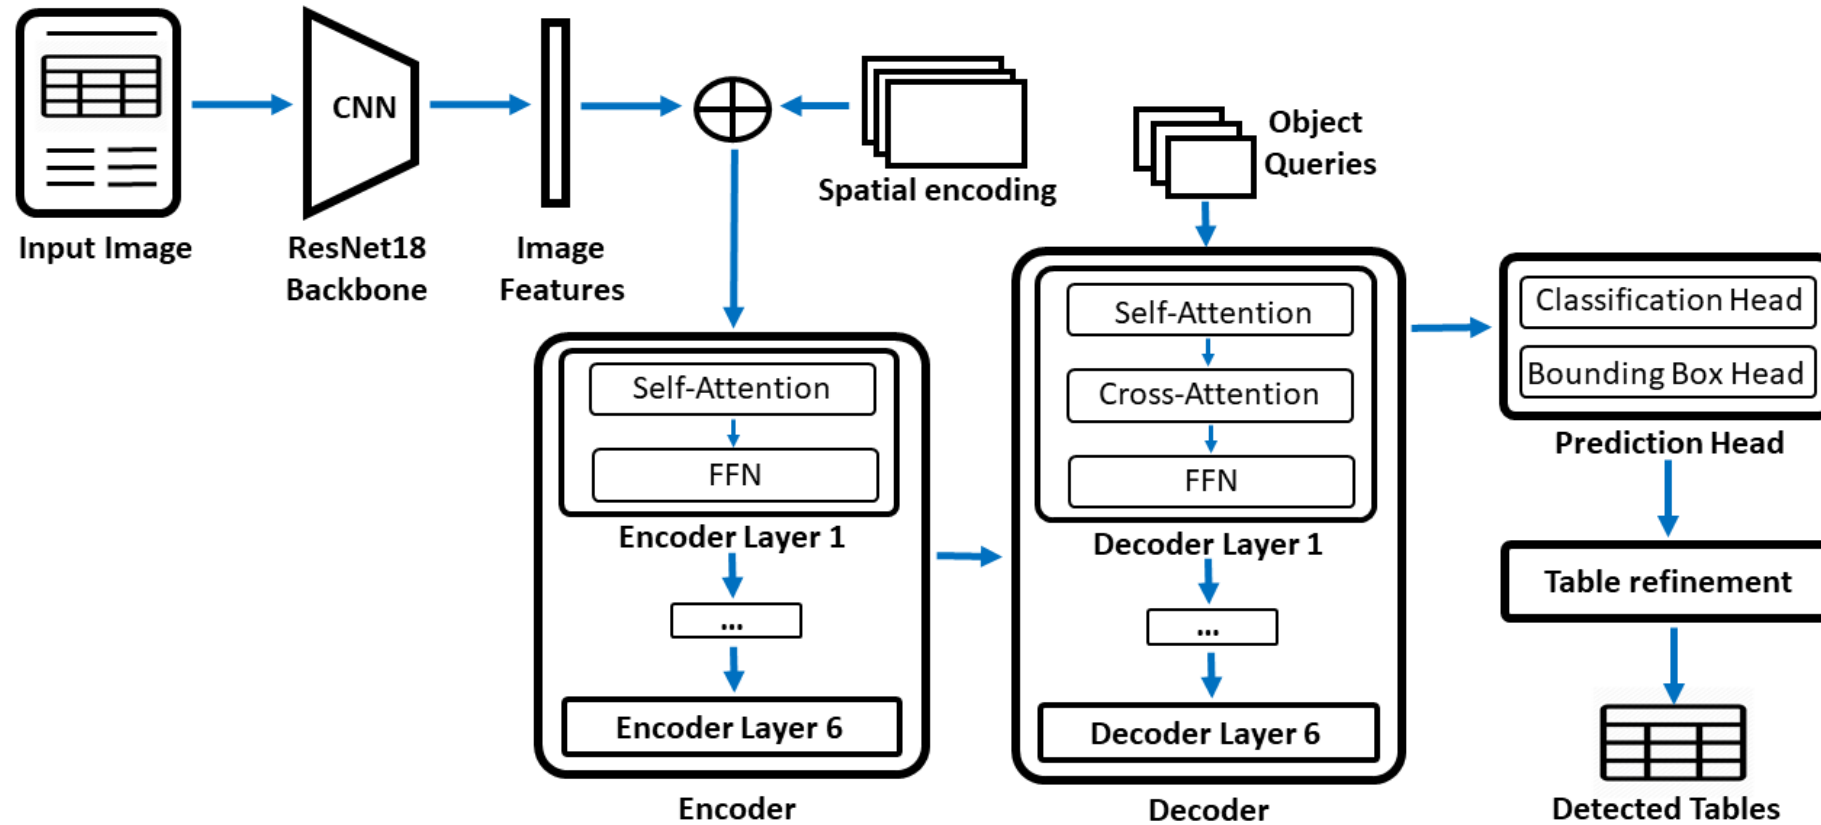 CNN
Input Image
ResNet18
Backbone
Image
Features
Spatial encoding
Object
Queries
Self-Attention
FFN
Encoder Layer 1
...
Encoder Layer 6
Encoder
Self-Attention
Cross-Attention
FFN
Decoder Layer 1
...
Decoder Layer 6
Decoder
Classification Head
Bounding Box Head
Prediction Head
Table refinement
Detected Tables